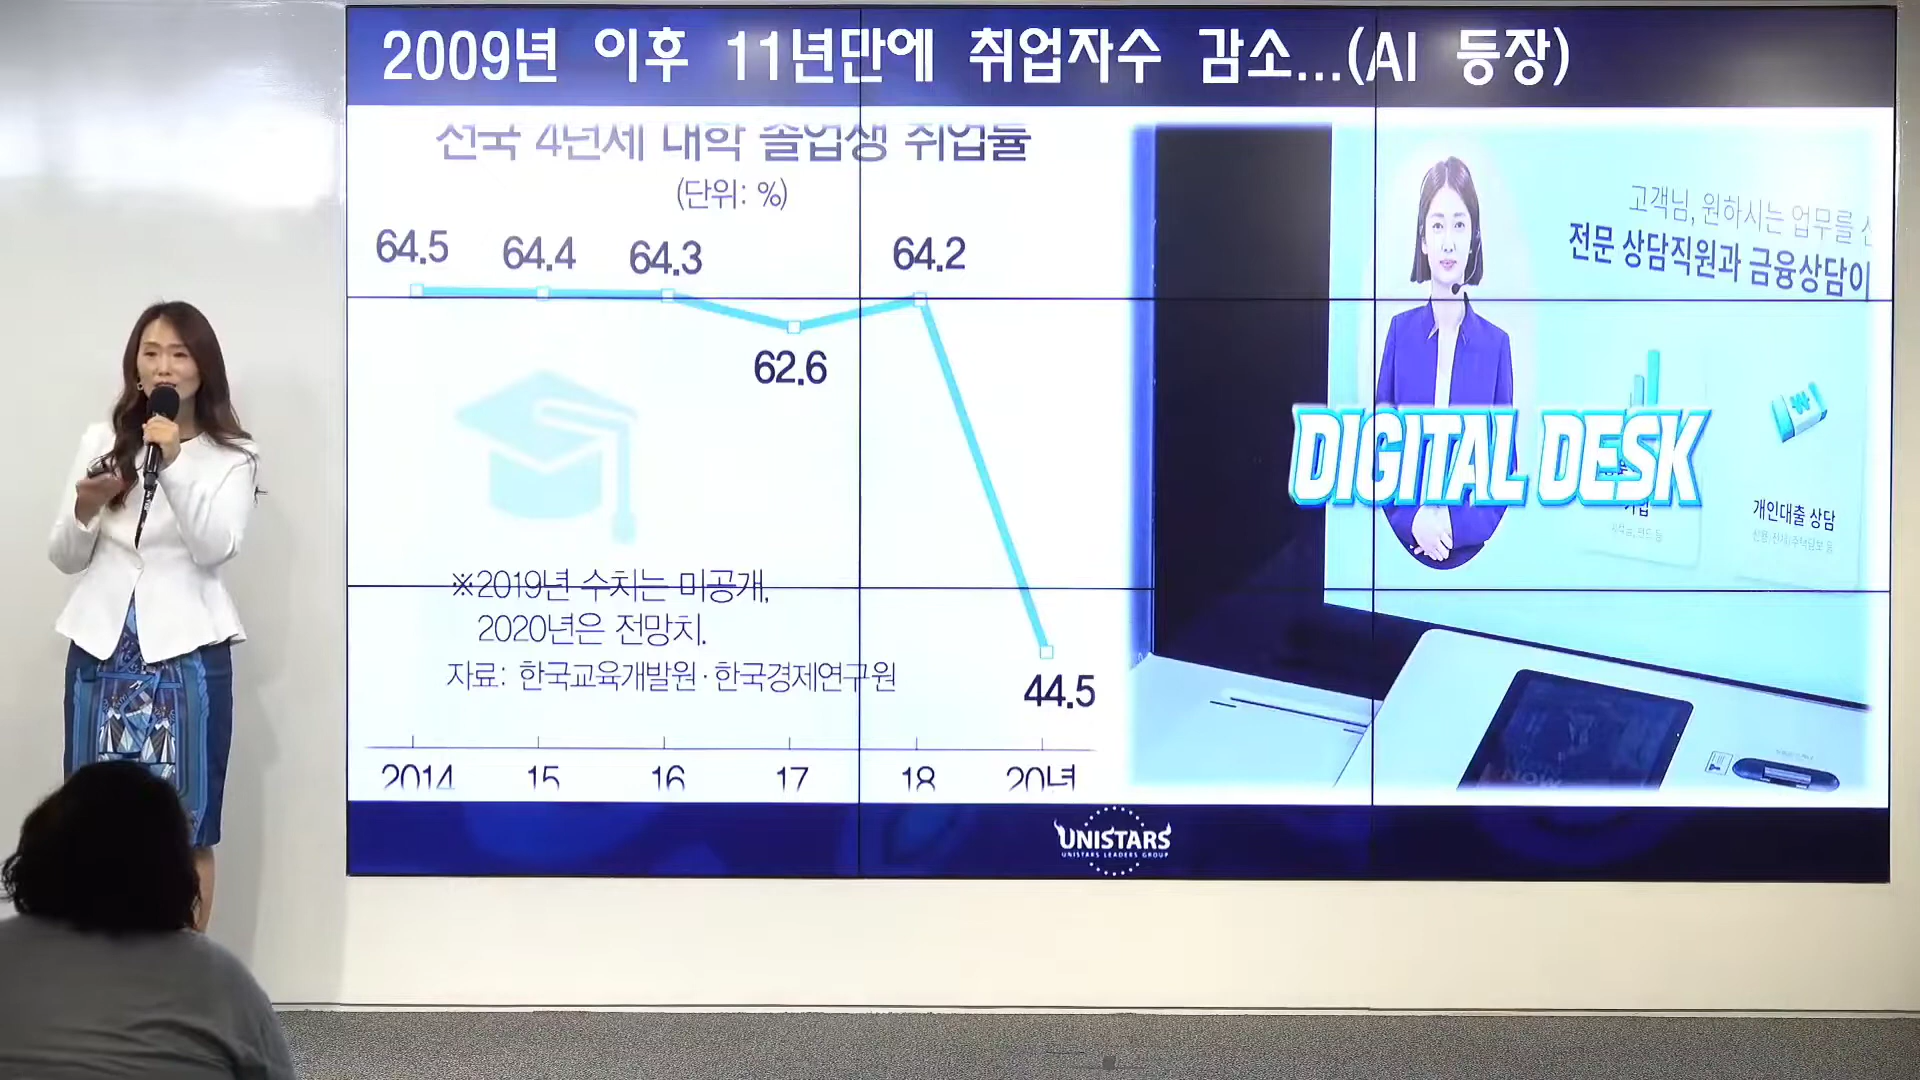 2009년 이후 11년만에 취업자수 감소...(AI 등장)
전국 4년제 대학 졸업생 취업률
(단위: %)
64.5
64.4
64.3
62.6
64.2
44.5
※2019년 수치는 미공개,
2020년은 전망치.
자료: 한국교육개발원·한국경제연구원
2014 15 16 17 18 20년
고객님, 원하시는 업무를
전문 상담직원과 금융상담이
DIGITAL DESK
개인대출 상담
UNISTARS
UNISTARS LEADERS GROUP